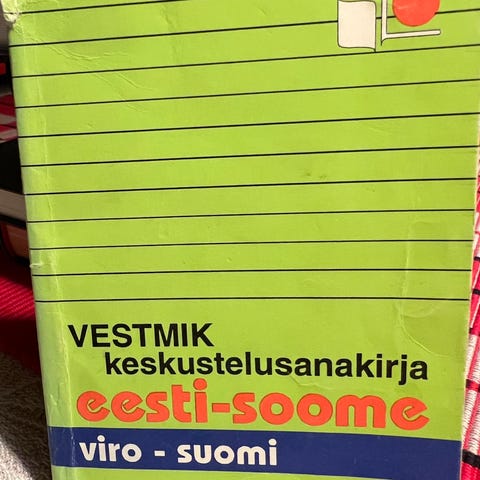 VESTMIK
keskustelusanakirja
eesti-soome
viro - suomi